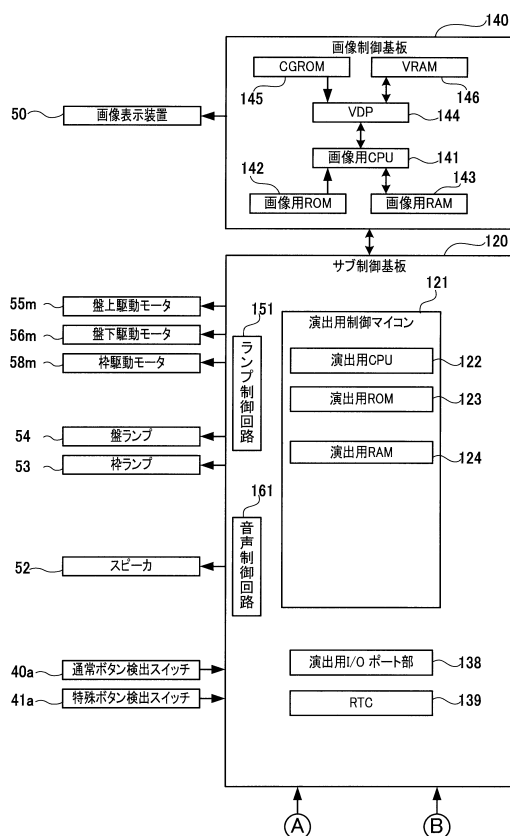 140
画像制御基板
CGROM
VRAM
145
146
50
画像表示装置
VDP
144
画像用CPU
141
142
143
画像用ROM
画像用RAM
120
サブ制御基板
121
55m
盤上駆動モータ
151
演出用制御マイコン
56m
盤下駆動モータ
58m
枠駆動モータ
ランプ制御回路
演出用CPU
122
演出用ROM
123
54
盤ランプ
演出用RAM
124
53
枠ランプ
161
音声制御回路
52
スピーカ
40a
通常ボタン検出スイッチ
演出用I/Oポート部
138
41a
特殊ボタン検出スイッチ
RTC
139
A
B